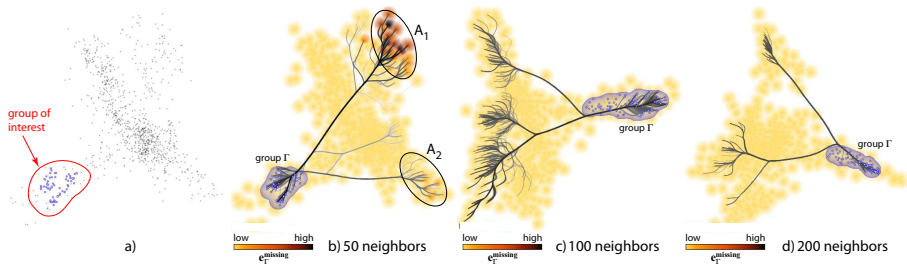 group of
interest
a)
A1
A2
group Γ
low high
e_Γ^missing
b) 50 neighbors
group Γ
low high
e_Γ^missing
c) 100 neighbors
group Γ
low high
e_Γ^missing
d) 200 neighbors